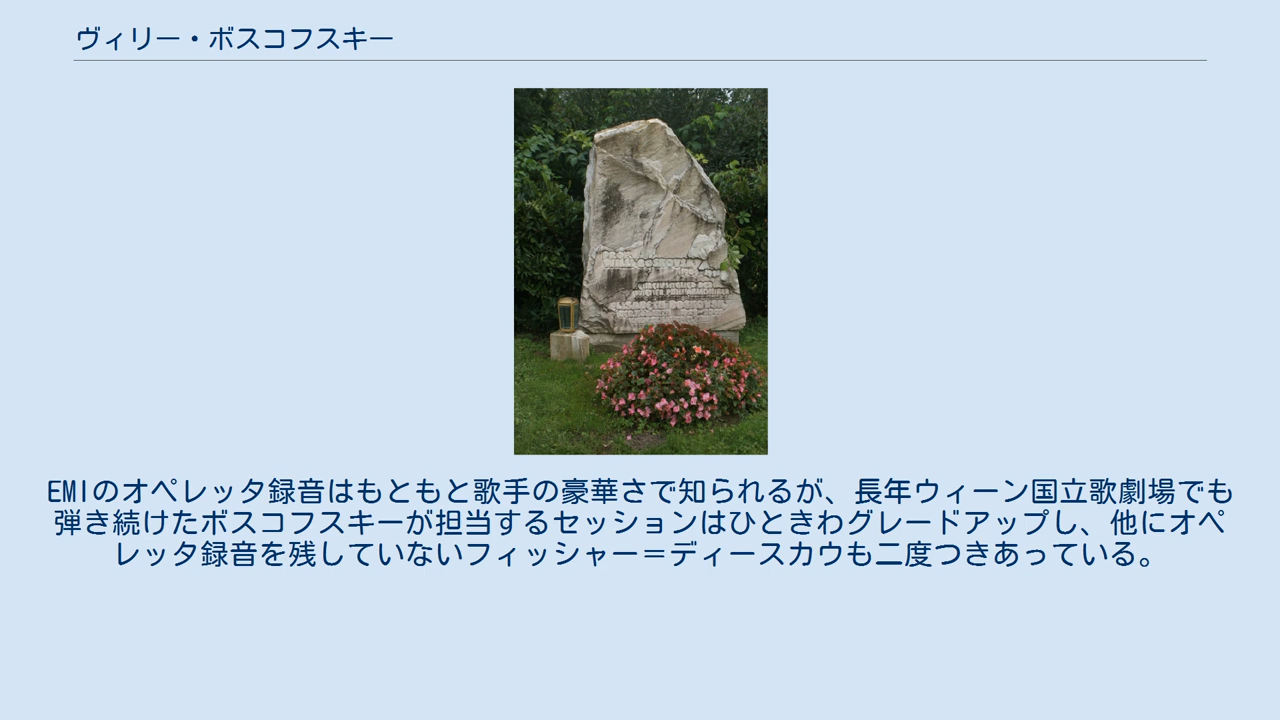 ヴィリー・ボスコフスキー
EMIのオペレッタ録音はもともと歌手の豪華さで知られるが、長年ウィーン国立歌劇場でも
弾き続けたボスコフスキーが担当するセッションはひときわグレードアップし、他にオペ
レッタ録音を残していないフィッシャー＝ディースカウも二度つきあっている。